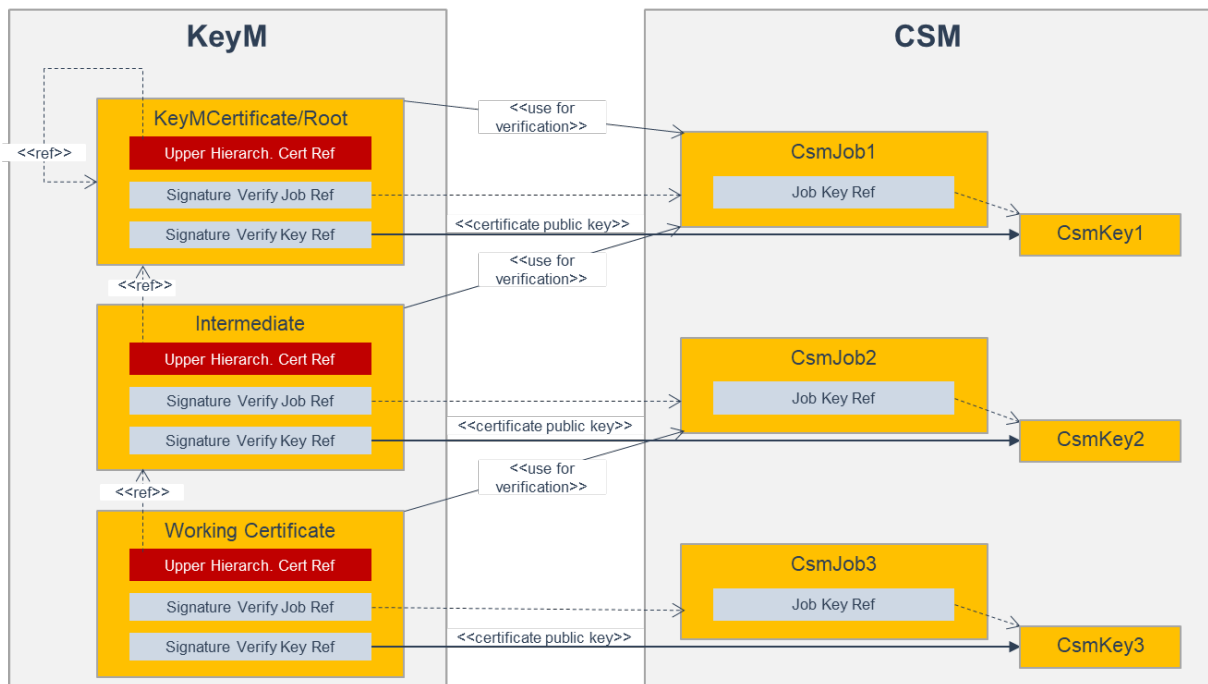 KeyM
CSM
KeyMCertificate/Root
Upper Hierarch. Cert Ref
Signature Verify Job Ref
Signature Verify Key Ref
<<ref>>
<<use for
verification>>
CsmJob1
Job Key Ref
<<certificate public key>>
CsmKey1
<<use for
verification>>
<<ref>>
Intermediate
Upper Hierarch. Cert Ref
Signature Verify Job Ref
Signature Verify Key Ref
CsmJob2
Job Key Ref
<<certificate public key>>
CsmKey2
<<use for
verification>>
<<ref>>
Working Certificate
Upper Hierarch. Cert Ref
Signature Verify Job Ref
Signature Verify Key Ref
CsmJob3
Job Key Ref
<<certificate public key>>
CsmKey3